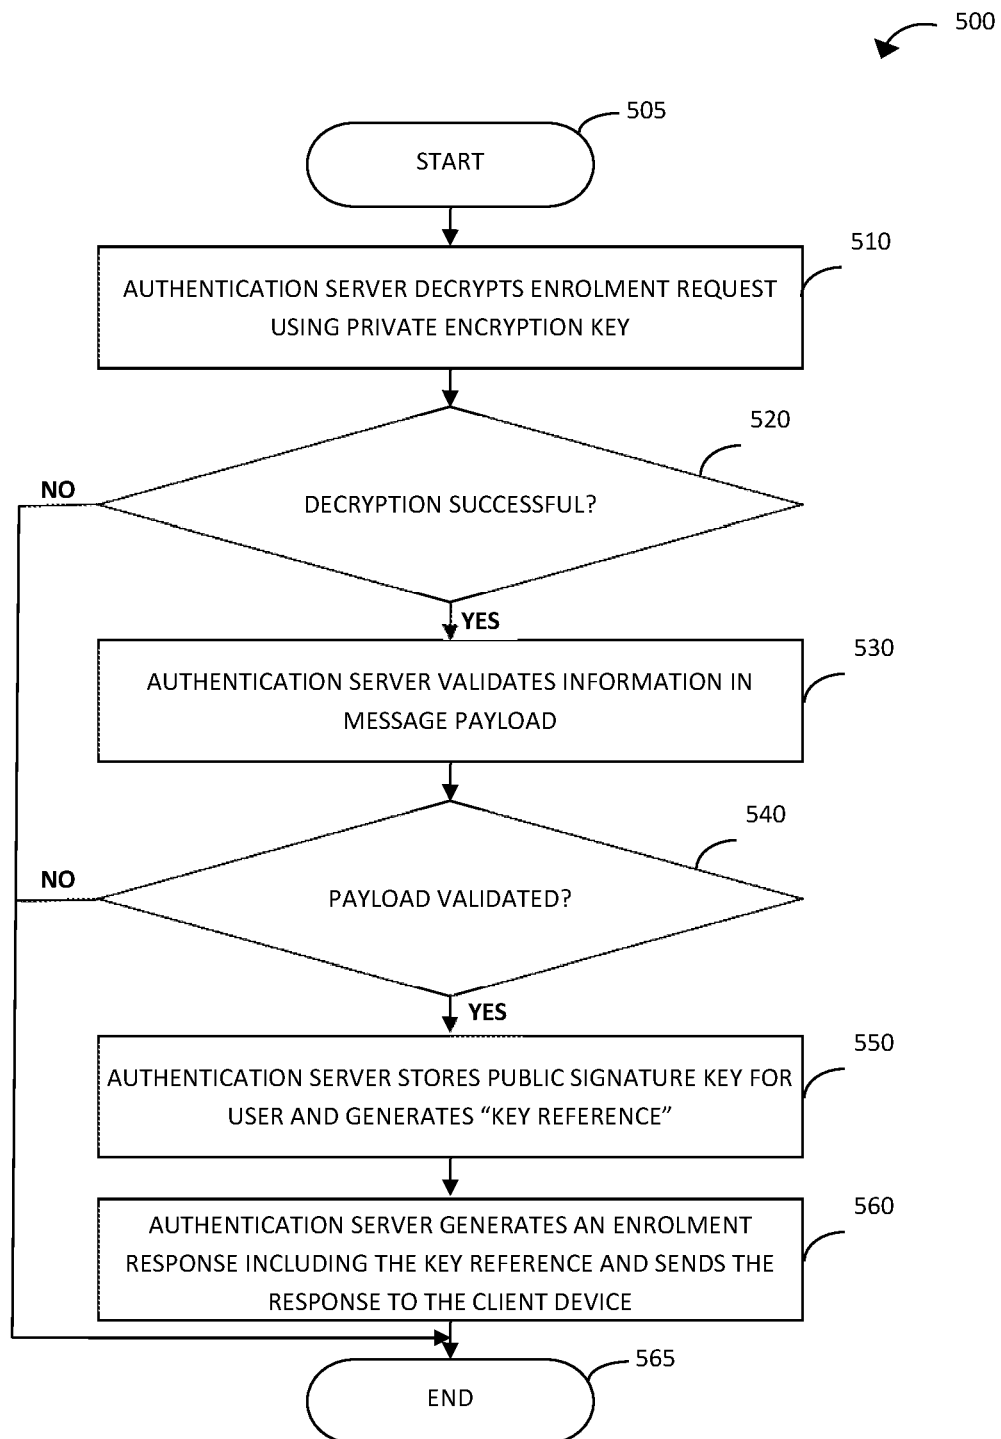 500
505
START
510
AUTHENTICATION SERVER DECRYPTS ENROLMENT REQUEST
USING PRIVATE ENCRYPTION KEY
520
NO
DECRYPTION SUCCESSFUL?
YES
530
AUTHENTICATION SERVER VALIDATES INFORMATION IN
MESSAGE PAYLOAD
540
NO
PAYLOAD VALIDATED?
YES
550
AUTHENTICATION SERVER STORES PUBLIC SIGNATURE KEY FOR
USER AND GENERATES “KEY REFERENCE”
560
AUTHENTICATION SERVER GENERATES AN ENROLMENT
RESPONSE INCLUDING THE KEY REFERENCE AND SENDS THE
RESPONSE TO THE CLIENT DEVICE
565
END